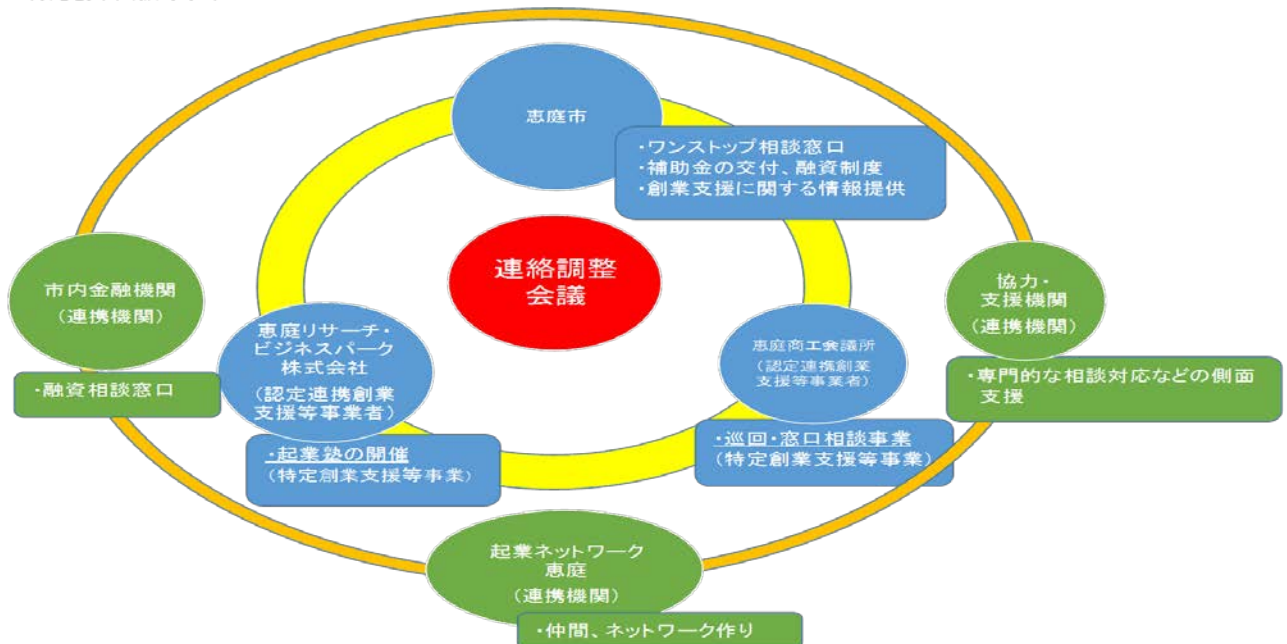 恵庭市
・ワンストップ相談窓口
・補助金の交付、融資制度
・創業支援に関する情報提供
連絡調整
会議
市内金融機関
（連携機関）
・融資相談窓口
恵庭リサーチ・
ビジネスパーク
株式会社
（認定連携創業
支援等事業者）
・起業塾の開催
（特定創業支援等事業）
恵庭商工会議所
（認定連携創業
支援等事業者）
・巡回・窓口相談事業
（特定創業支援等事業）
協力・
支援機関
（連携機関）
・専門的な相談対応などの側面
支援
起業ネットワーク
恵庭
（連携機関）
・仲間、ネットワーク作り